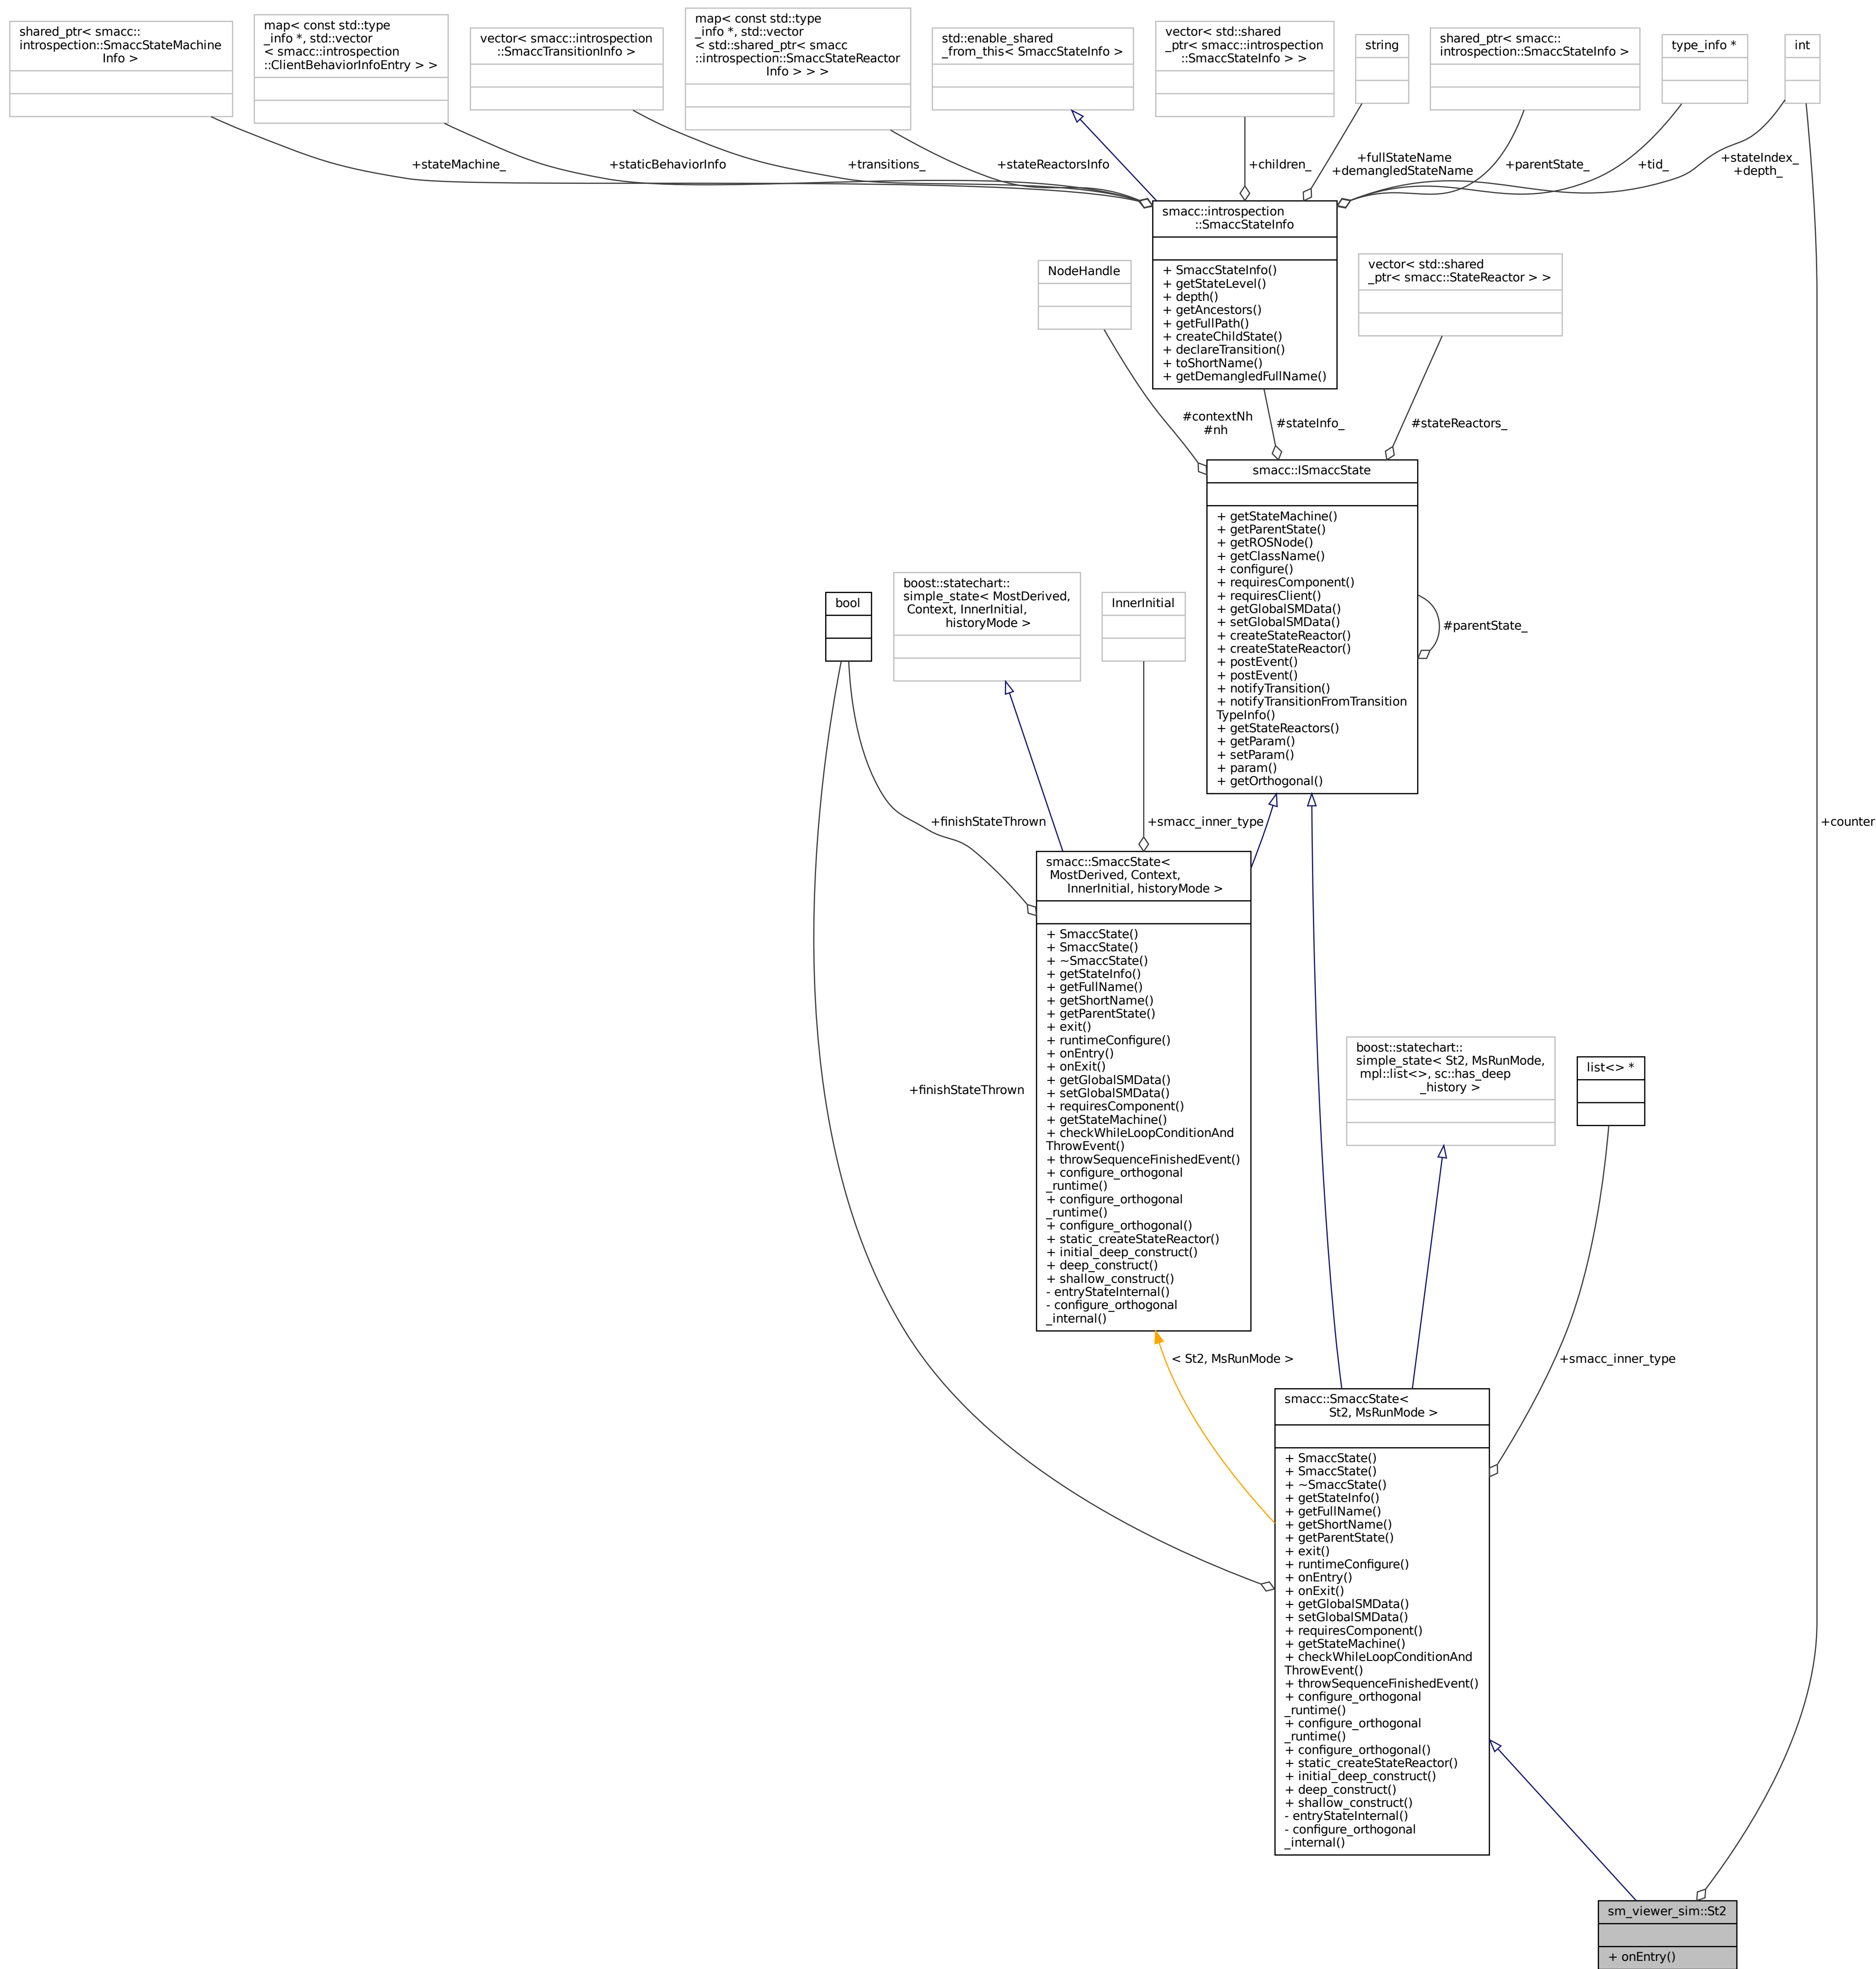 shared_ptr< smacc::
introspection::SmaccStateMachine
Info >
map< const std::type
_info *, std::vector
< smacc::introspection
::ClientBehaviorInfoEntry > >
vector< smacc::introspection
::SmaccTransitionInfo >
map< const std::type
_info *, std::vector
< std::shared_ptr< smacc
::introspection::SmaccStateReactor
Info > > >
std::enable_shared
_from_this< SmaccStateInfo >
vector< std::shared
_ptr< smacc::introspection
::SmaccStateInfo > >
string
shared_ptr< smacc::
introspection::SmaccStateInfo >
type_info *
int
+stateMachine_
+staticBehaviorInfo
+transitions_
+stateReactorsInfo
+children_
+fullStateName
+demangledStateName
+parentState_
+tid_
+stateIndex_
+depth_
smacc::introspection
::SmaccStateInfo
+ SmaccStateInfo()
+ getStateLevel()
+ depth()
+ getAncestors()
+ getFullPath()
+ createChildState()
+ declareTransition()
+ toShortName()
+ getDemangledFullName()
NodeHandle
vector< std::shared
_ptr< smacc::StateReactor > >
#contextNh
#nh
#stateInfo_
#stateReactors_
smacc::ISmaccState
+ getStateMachine()
+ getParentState()
+ getROSNode()
+ getClassName()
+ configure()
+ requiresComponent()
+ requiresClient()
+ getGlobalSMData()
+ setGlobalSMData()
+ createStateReactor()
+ createStateReactor()
+ postEvent()
+ postEvent()
+ notifyTransition()
+ notifyTransitionFromTransition
TypeInfo()
+ getStateReactors()
+ getParam()
+ setParam()
+ param()
+ getOrthogonal()
#parentState_
bool
boost::statechart::
simple_state< MostDerived,
Context, InnerInitial,
historyMode >
InnerInitial
+finishStateThrown
+smacc_inner_type
+counter
smacc::SmaccState<
MostDerived, Context,
InnerInitial, historyMode >
+ SmaccState()
+ SmaccState()
+ ~SmaccState()
+ getStateInfo()
+ getFullName()
+ getShortName()
+ getParentState()
+ exit()
+ runtimeConfigure()
+ onEntry()
+ onExit()
+ getGlobalSMData()
+ setGlobalSMData()
+ requiresComponent()
+ getStateMachine()
+ checkWhileLoopConditionAnd
ThrowEvent()
+ throwSequenceFinishedEvent()
+ configure_orthogonal
_runtime()
+ configure_orthogonal
_runtime()
+ configure_orthogonal()
+ static_createStateReactor()
+ initial_deep_construct()
+ deep_construct()
+ shallow_construct()
- entryStateInternal()
- configure_orthogonal
_internal()
+finishStateThrown
boost::statechart::
simple_state< St2, MsRunMode,
mpl::list<>, sc::has_deep
_history >
list<> *
< St2, MsRunMode >
+smacc_inner_type
smacc::SmaccState<
St2, MsRunMode >
+ SmaccState()
+ SmaccState()
+ ~SmaccState()
+ getStateInfo()
+ getFullName()
+ getShortName()
+ getParentState()
+ exit()
+ runtimeConfigure()
+ onEntry()
+ onExit()
+ getGlobalSMData()
+ setGlobalSMData()
+ requiresComponent()
+ getStateMachine()
+ checkWhileLoopConditionAnd
ThrowEvent()
+ throwSequenceFinishedEvent()
+ configure_orthogonal
_runtime()
+ configure_orthogonal
_runtime()
+ configure_orthogonal()
+ static_createStateReactor()
+ initial_deep_construct()
+ deep_construct()
+ shallow_construct()
- entryStateInternal()
- configure_orthogonal
_internal()
sm_viewer_sim::St2
+ onEntry()